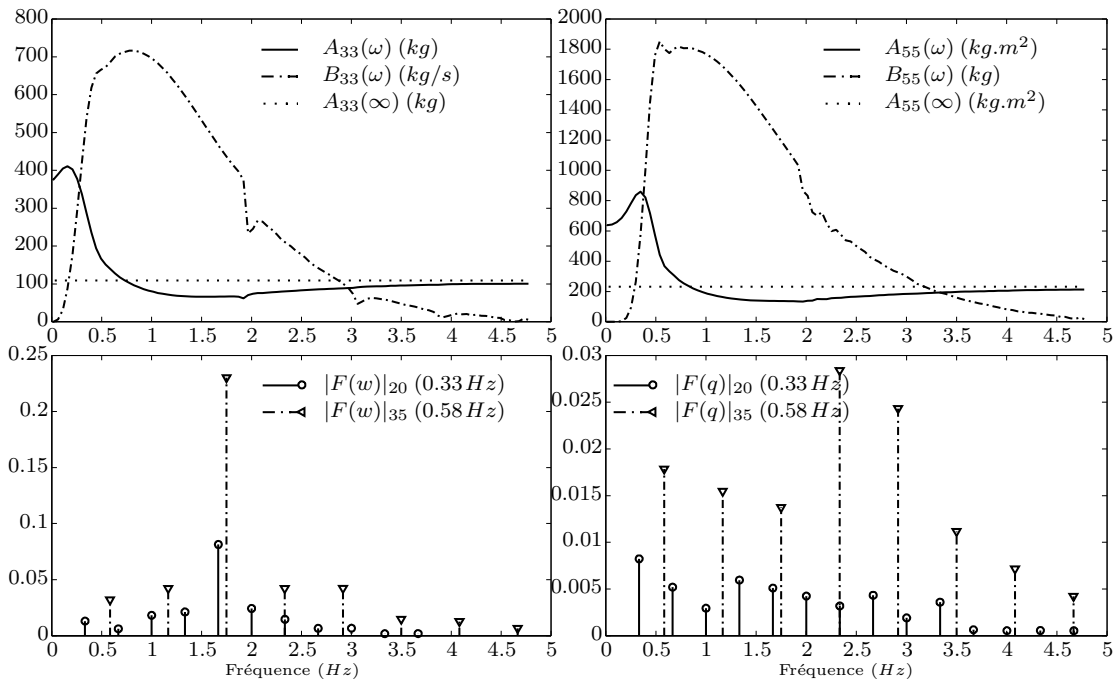 800
700
600
500
400
300
200
100
0
0 0.5 1 1.5 2 2.5 3 3.5 4 4.5 5
A₃₃(ω) (kg)
B₃₃(ω) (kg/s)
A₃₃(∞) (kg)
2000
1800
1600
1400
1200
1000
800
600
400
200
0
0 0.5 1 1.5 2 2.5 3 3.5 4 4.5 5
A₅₅(ω) (kg.m²)
B₅₅(ω) (kg)
A₅₅(∞) (kg.m²)
0.25
0.2
0.15
0.1
0.05
0
0 0.5 1 1.5 2 2.5 3 3.5 4 4.5 5
|F(w)|₂₀ (0.33 Hz)
|F(w)|₃₅ (0.58 Hz)
Fréquence (Hz)
0.03
0.025
0.02
0.015
0.01
0.005
0
0 0.5 1 1.5 2 2.5 3 3.5 4 4.5 5
|F(q)|₂₀ (0.33 Hz)
|F(q)|₃₅ (0.58 Hz)
Fréquence (Hz)